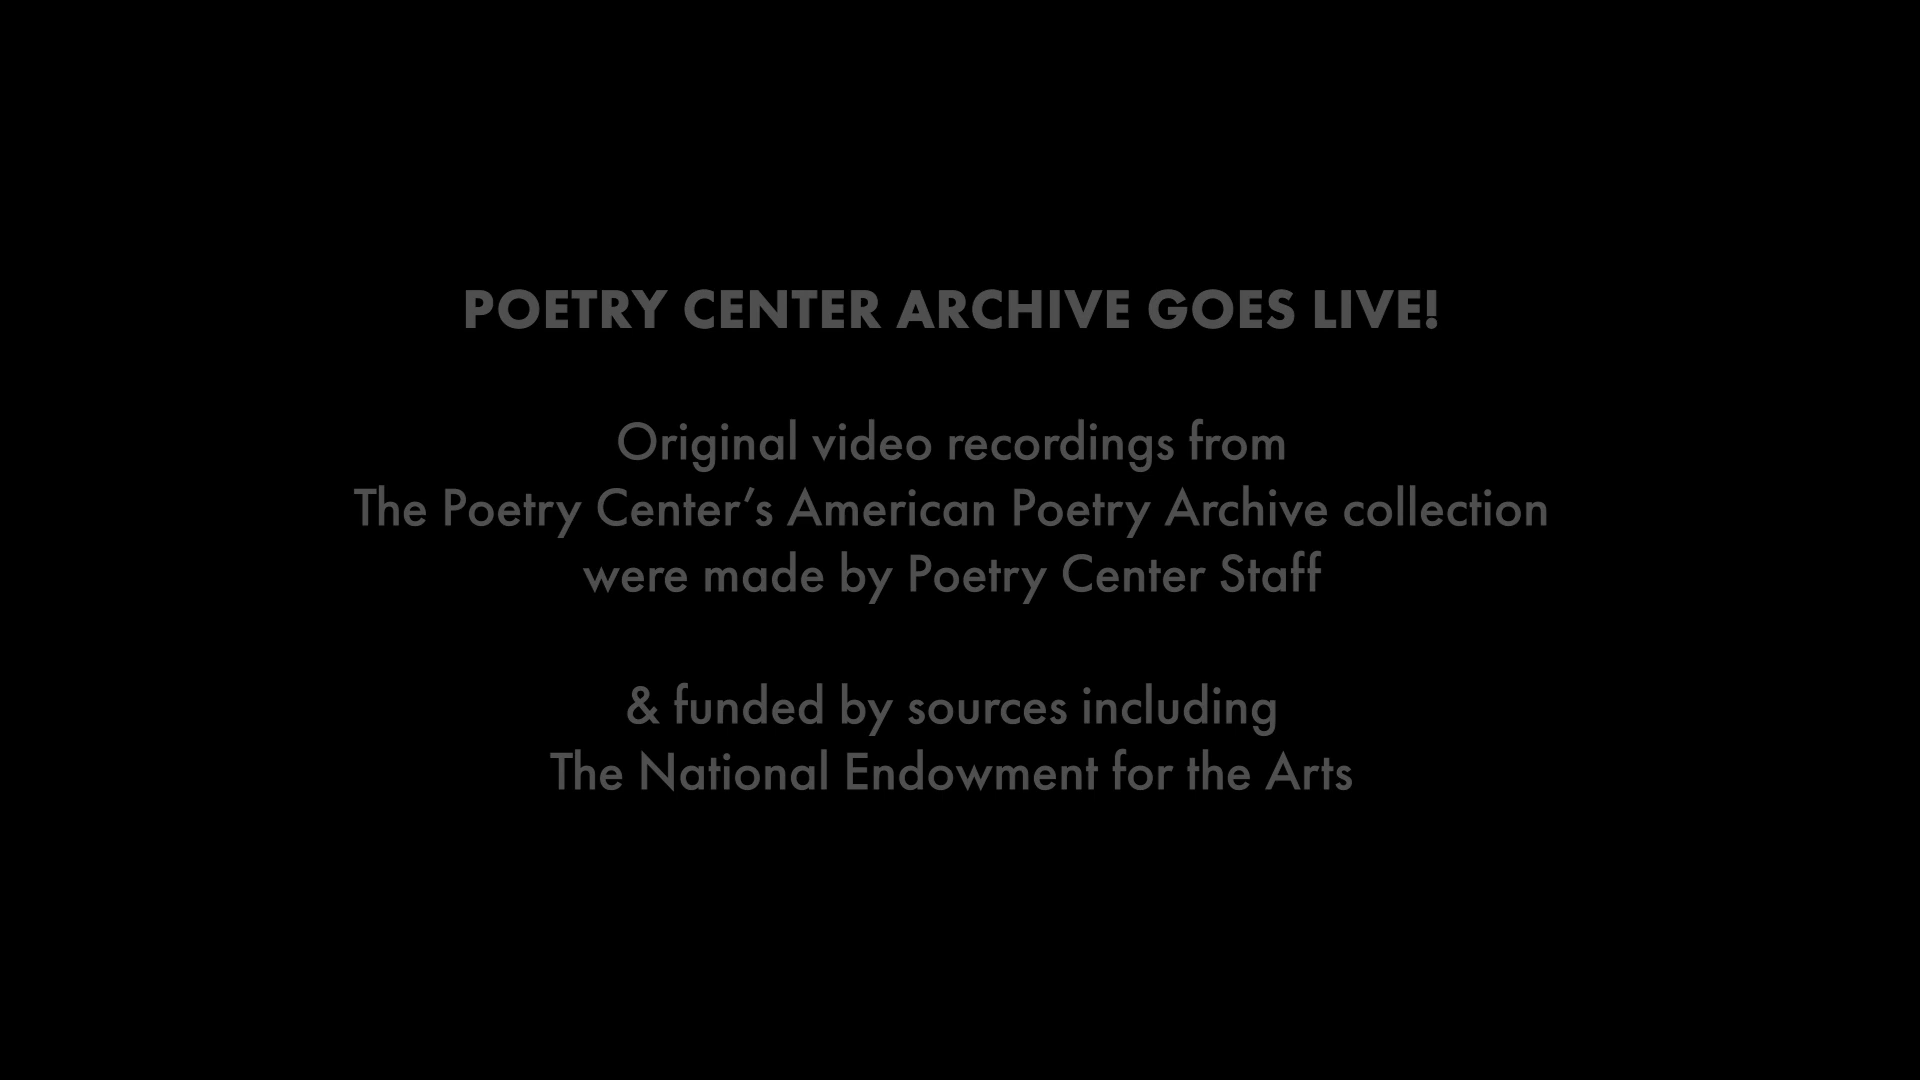 POETRY CENTER ARCHIVE GOES LIVE!
Original video recordings from
The Poetry Center’s American Poetry Archive collection
were made by Poetry Center Staff
& funded by sources including
The National Endowment for the Arts